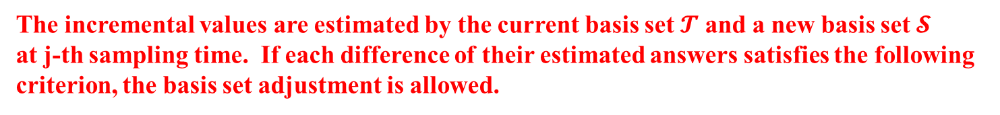 The incremental values are estimated by the current basis set 𝒯 and a new basis set 𝒮
at j-th sampling time. If each difference of their estimated answers satisfies the following
criterion, the basis set adjustment is allowed.